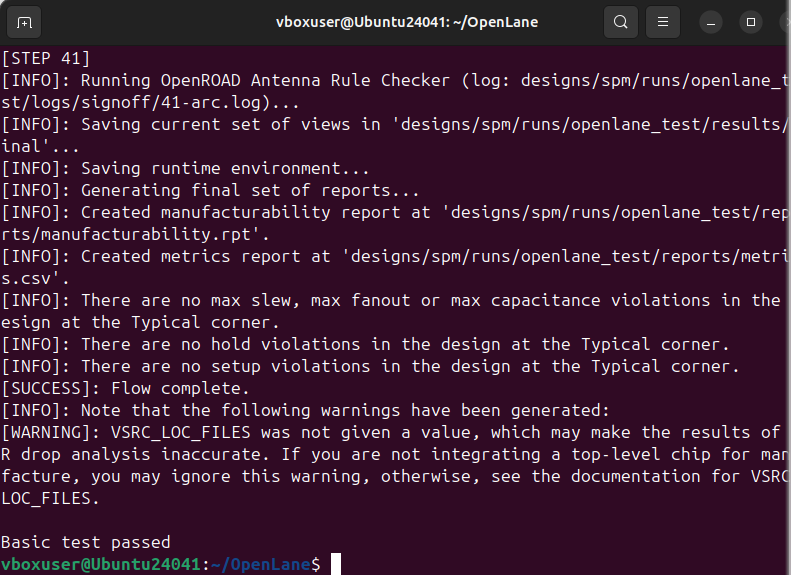 vboxuser@Ubuntu24041: ~/OpenLane
[STEP 41]
[INFO]: Running OpenROAD Antenna Rule Checker (log: designs/spm/runs/openlane_t
st/logs/signoff/41-arc.log)...
[INFO]: Saving current set of views in 'designs/spm/runs/openlane_test/results/
inal'...
[INFO]: Saving runtime environment...
[INFO]: Generating final set of reports...
[INFO]: Created manufacturability report at 'designs/spm/runs/openlane_test/rep
rts/manufacturability.rpt'.
[INFO]: Created metrics report at 'designs/spm/runs/openlane_test/reports/metri
s.csv'.
[INFO]: There are no max slew, max fanout or max capacitance violations in the
esign at the Typical corner.
[INFO]: There are no hold violations in the design at the Typical corner.
[INFO]: There are no setup violations in the design at the Typical corner.
[SUCCESS]: Flow complete.
[INFO]: Note that the following warnings have been generated:
[WARNING]: VSRC_LOC_FILES was not given a value, which may make the results of
R drop analysis inaccurate. If you are not integrating a top-level chip for man
facture, you may ignore this warning, otherwise, see the documentation for VSRC
LOC_FILES.
Basic test passed
vboxuser@Ubuntu24041:~/OpenLane$